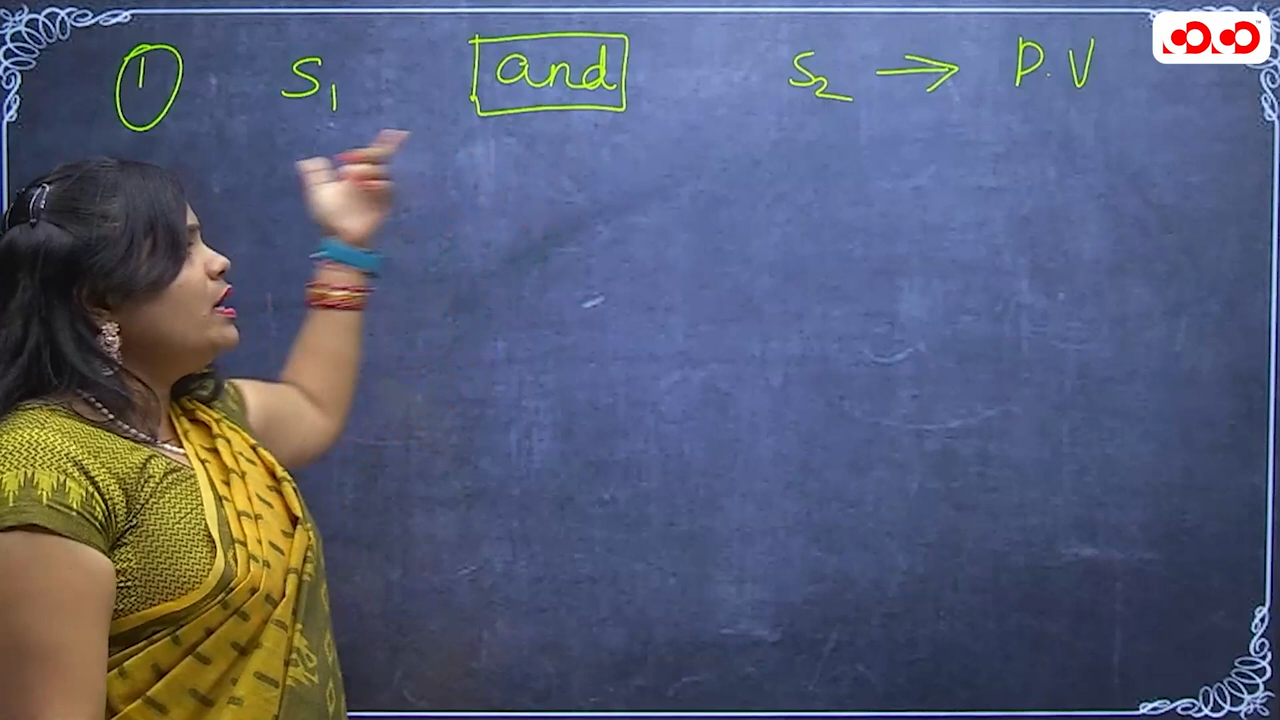 ① S₁ and S₂ → P.V